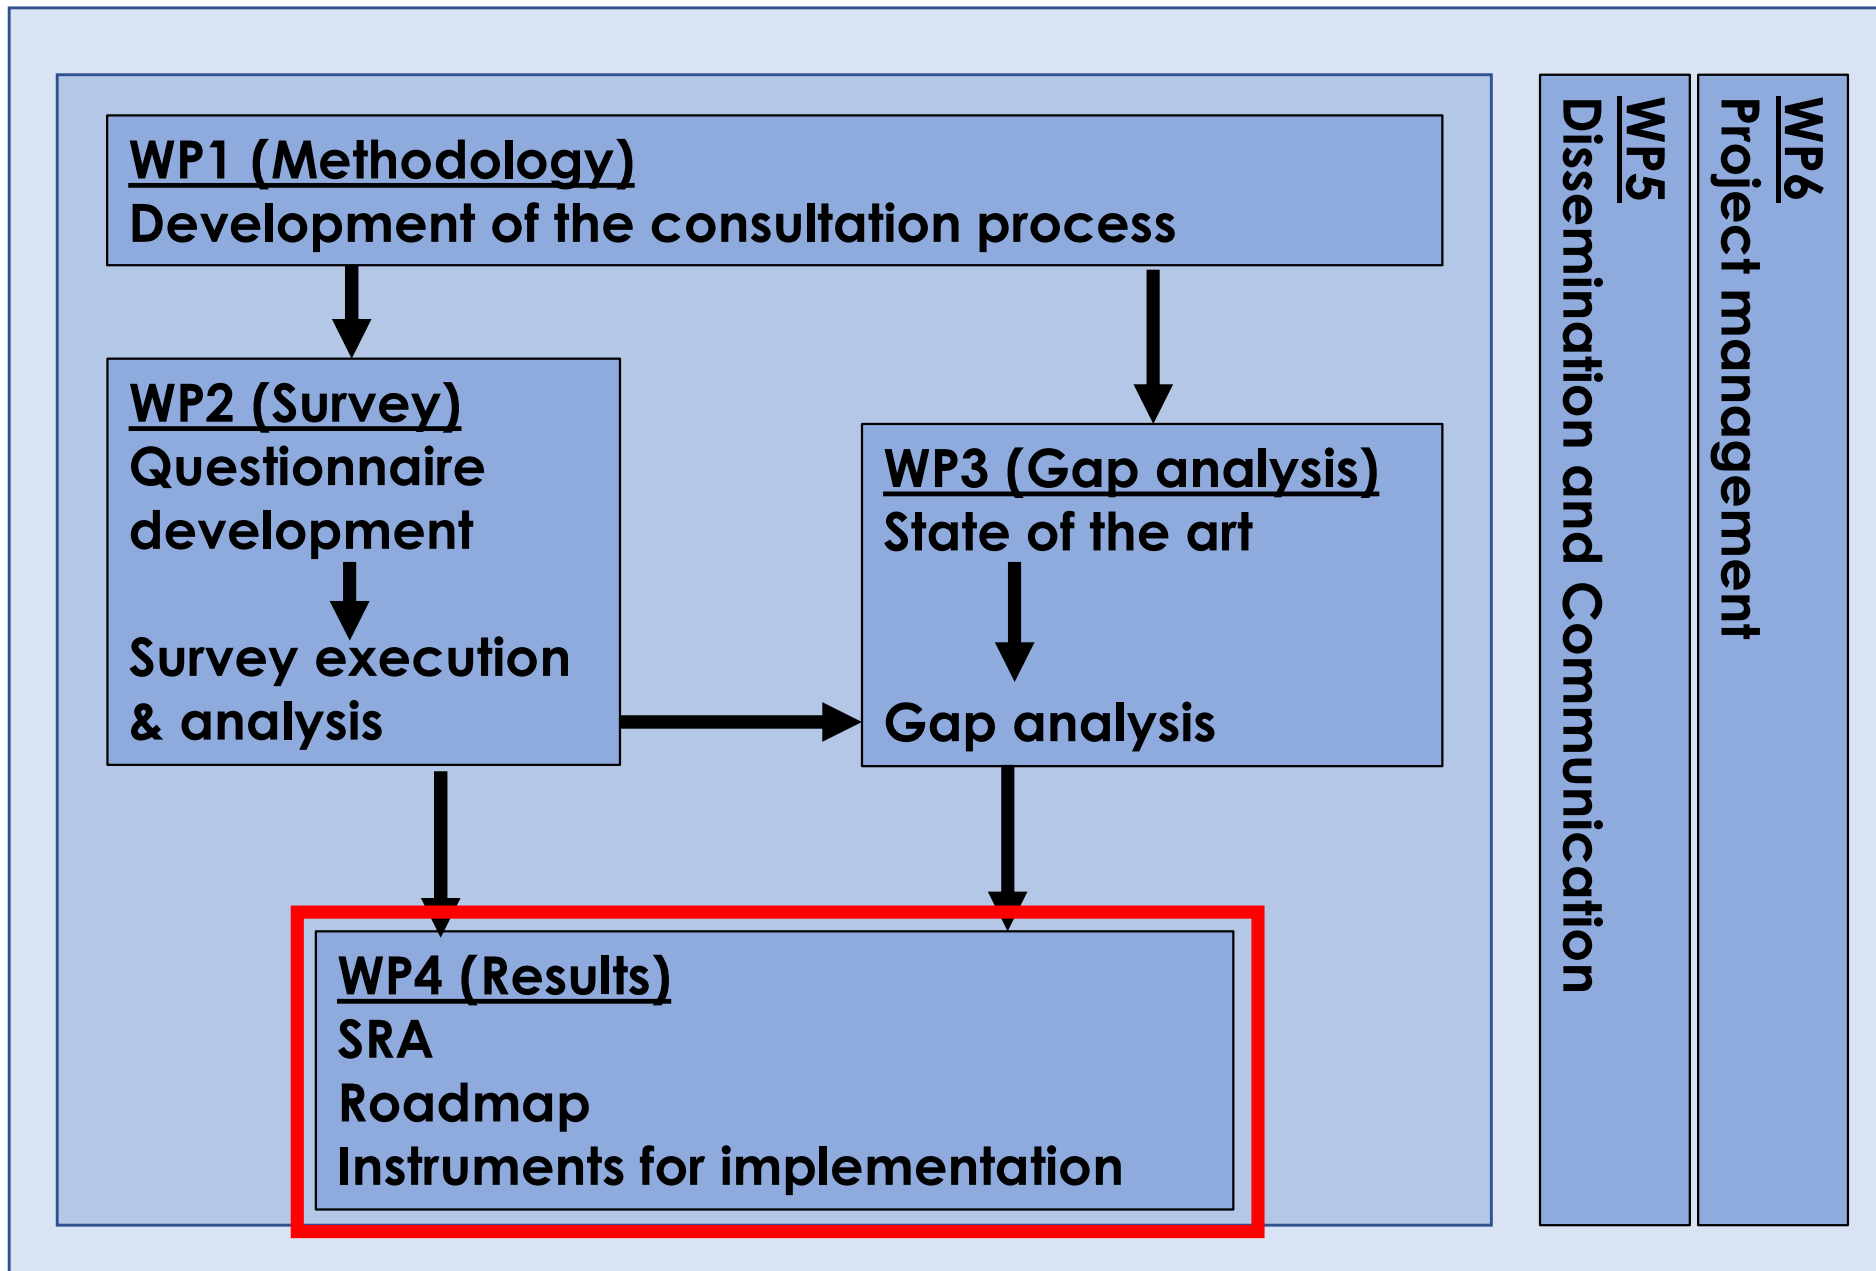 WP1 (Methodology)
Development of the consultation process
WP2 (Survey)
Questionnaire
development
Survey execution
& analysis
WP3 (Gap analysis)
State of the art
Gap analysis
WP4 (Results)
SRA
Roadmap
Instruments for implementation
WP5
Dissemination and Communication
WP6
Project management